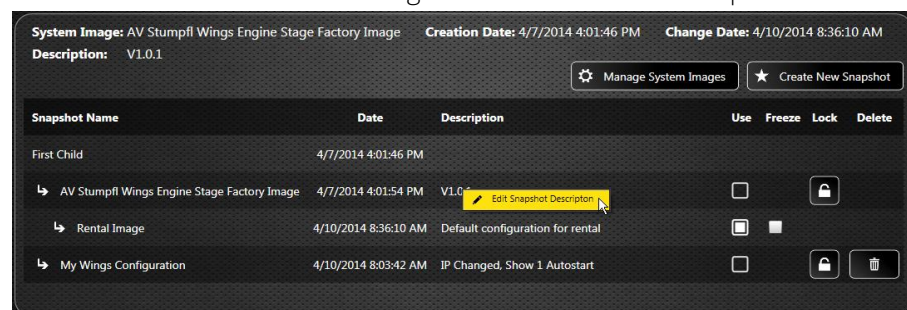 System Image: AV Stumpfl Wings Engine Stage Factory Image Creation Date: 4/7/2014 4:01:46 PM Change Date: 4/10/2014 8:36:10 AM
Description: V1.0.1
Manage System Images Create New Snapshot
Snapshot Name Date Description Use Freeze Lock Delete
First Child 4/7/2014 4:01:46 PM
AV Stumpfl Wings Engine Stage Factory Image 4/7/2014 4:01:54 PM V1.0.1
Edit Snapshot Descripton
Rental Image 4/10/2014 8:36:10 AM Default configuration for rental
My Wings Configuration 4/10/2014 8:03:42 AM IP Changed, Show 1 Autostart